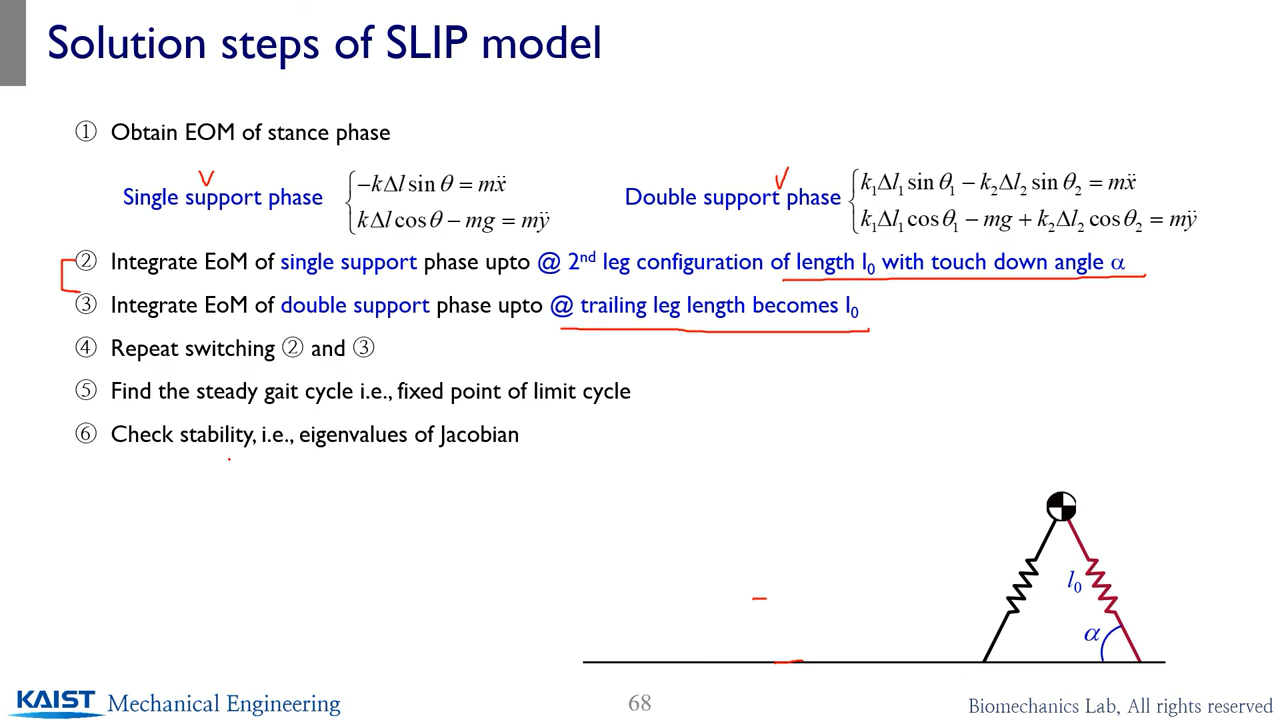 Solution steps of SLIP model
① Obtain EOM of stance phase
Single support phase { −kΔl sin θ = mẍ
kΔl cos θ − mg = mÿ
Double support phase { k₁Δl₁ sin θ₁ − k₂Δl₂ sin θ₂ = mẍ
k₁Δl₁ cos θ₁ − mg + k₂Δl₂ cos θ₂ = mÿ
② Integrate EoM of single support phase upto @ 2nd leg configuration of length l₀ with touch down angle α
③ Integrate EoM of double support phase upto @ trailing leg length becomes l₀
④ Repeat switching ② and ③
⑤ Find the steady gait cycle i.e., fixed point of limit cycle
⑥ Check stability, i.e., eigenvalues of Jacobian
l₀
α
KAIST Mechanical Engineering
68
Biomechanics Lab, All rights reserved